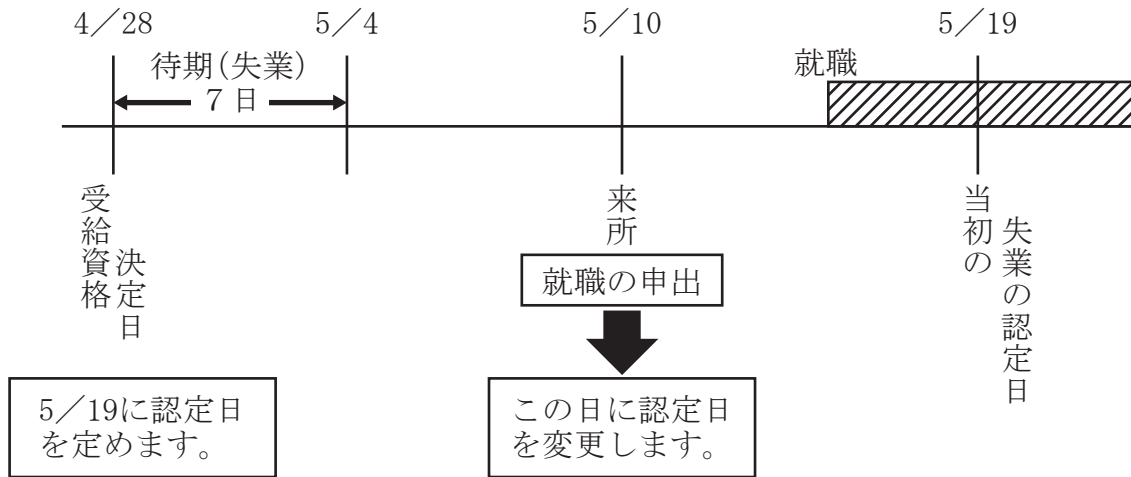 4／28
5／4
5／10
5／19
待期(失業)
7日
就職
受給資格
決定日
来所
当初の
失業の認定日
就職の申出
5／19に認定日
を定めます。
この日に認定日
を変更します。